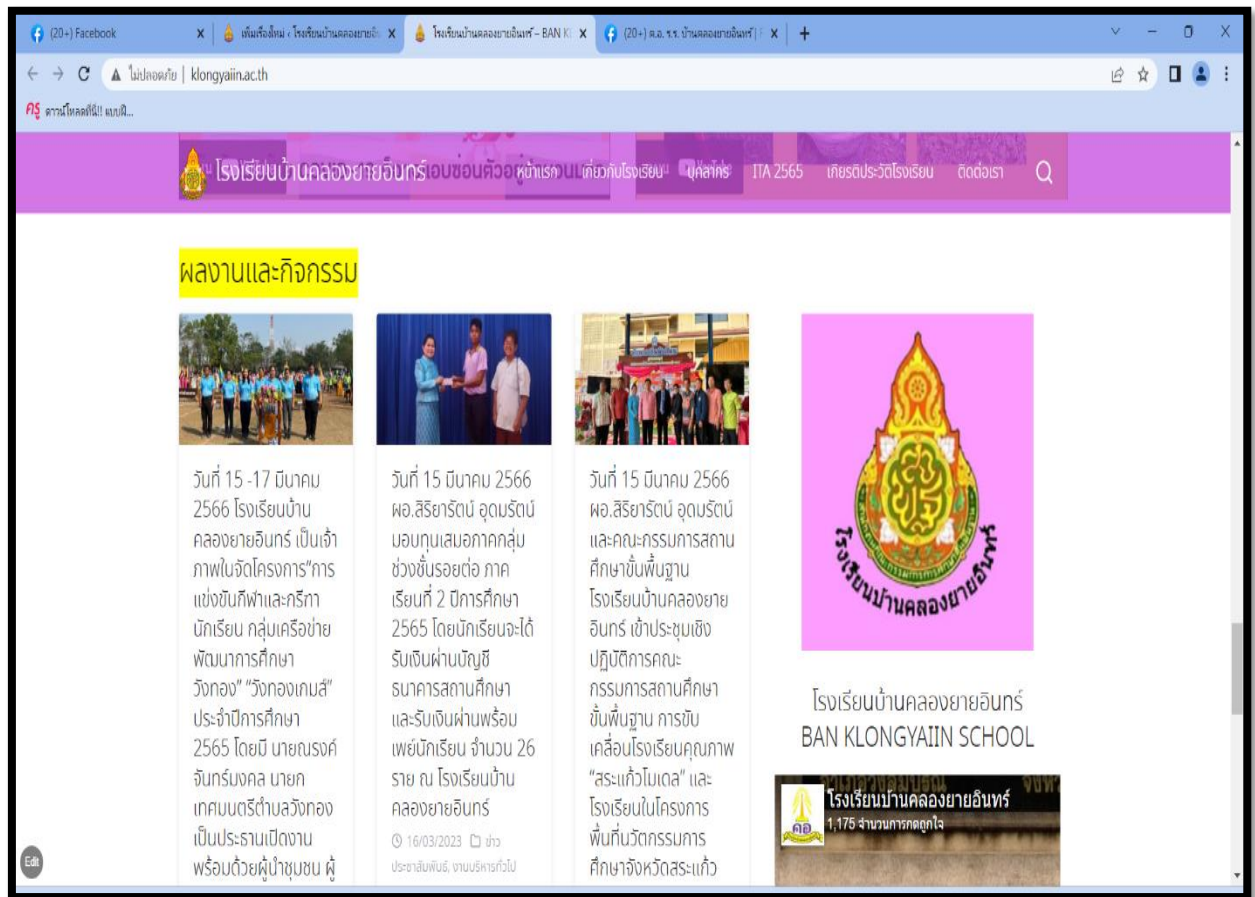 (20+) Facebook
เพิ่มเรื่องใหม่ ‹ โรงเรียนบ้านคลองยายอิน
โรงเรียนบ้านคลองยายอินทร์ – BAN K
(20+) ค.อ. ร.ร. บ้านคลองยายอินทร์ | F
ไม่ปลอดภัย | klongyaiin.ac.th
ครู ดาวน์โหลดที่นี่!! แบบฝึ...
โรงเรียนบ้านคลองยายอินทร์
หน้าแรก เกี่ยวกับโรงเรียน บุคลากร ITA 2565 เกียรติประวัติโรงเรียน ติดต่อเรา
ผลงานและกิจกรรม
วันที่ 15 -17 มีนาคม
2566 โรงเรียนบ้าน
คลองยายอินทร์ เป็นเจ้า
ภาพในจัดโครงการ"การ
แข่งขันกีฬาและกรีฑา
นักเรียน กลุ่มเครือข่าย
พัฒนาการศึกษา
วังทอง" "วังทองเกมส์"
ประจำปีการศึกษา
2565 โดยมี นายณรงค์
จันทร์มงคล นายก
เทศมนตรีตำบลวังทอง
เป็นประธานเปิดงาน
พร้อมด้วยผู้นำชุมชน ผู้
วันที่ 15 มีนาคม 2566
ผอ.สิริยารัตน์ อุดมรัตน์
มอบทุนเสมอภาคกลุ่ม
ช่วงชั้นรอยต่อ ภาค
เรียนที่ 2 ปีการศึกษา
2565 โดยนักเรียนจะได้
รับเงินผ่านบัญชี
ธนาคารสถานศึกษา
และรับเงินผ่านพร้อม
เพย์นักเรียน จำนวน 26
ราย ณ โรงเรียนบ้าน
คลองยายอินทร์
16/03/2023 ข่าว
ประชาสัมพันธ์, งานบริหารทั่วไป
วันที่ 15 มีนาคม 2566
ผอ.สิริยารัตน์ อุดมรัตน์
และคณะกรรมการสถาน
ศึกษาขั้นพื้นฐาน
โรงเรียนบ้านคลองยาย
อินทร์ เข้าประชุมเชิง
ปฏิบัติการคณะ
กรรมการสถานศึกษา
ขั้นพื้นฐาน การขับ
เคลื่อนโรงเรียนคุณภาพ
"สระแก้วโมเดล" และ
โรงเรียนในโครงการ
พื้นที่นวัตกรรมการ
ศึกษาจังหวัดสระแก้ว
โรงเรียนบ้านคลองยายอินทร์
โรงเรียนบ้านคลองยายอินทร์
BAN KLONGYAIIN SCHOOL
คอ
โรงเรียนบ้านคลองยายอินทร์
1,175 จำนวนการกดถูกใจ
Edit